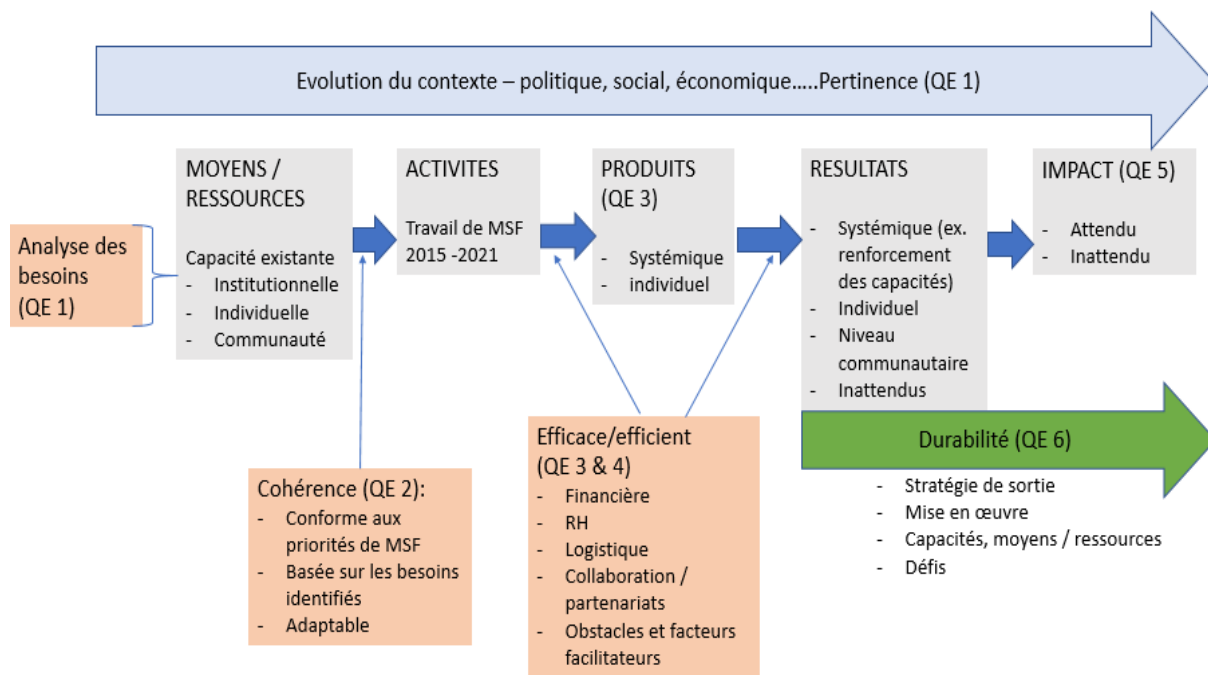 Evolution du contexte – politique, social, économique…..Pertinence (QE 1)
Analyse des
besoins
(QE 1)
MOYENS /
RESSOURCES
Capacité existante
- Institutionnelle
- Individuelle
- Communauté
ACTIVITES
Travail de MSF
2015 -2021
PRODUITS
(QE 3)
- Systémique
- individuel
RESULTATS
- Systémique (ex.
renforcement
des capacités)
- Individuel
- Niveau
communautaire
- Inattendus
IMPACT (QE 5)
- Attendu
- Inattendu
Cohérence (QE 2):
- Conforme aux
priorités de MSF
- Basée sur les besoins
identifiés
- Adaptable
Efficace/efficient
(QE 3 & 4)
- Financière
- RH
- Logistique
- Collaboration /
partenariats
- Obstacles et facteurs
facilitateurs
Durabilité (QE 6)
- Stratégie de sortie
- Mise en œuvre
- Capacités, moyens / ressources
- Défis